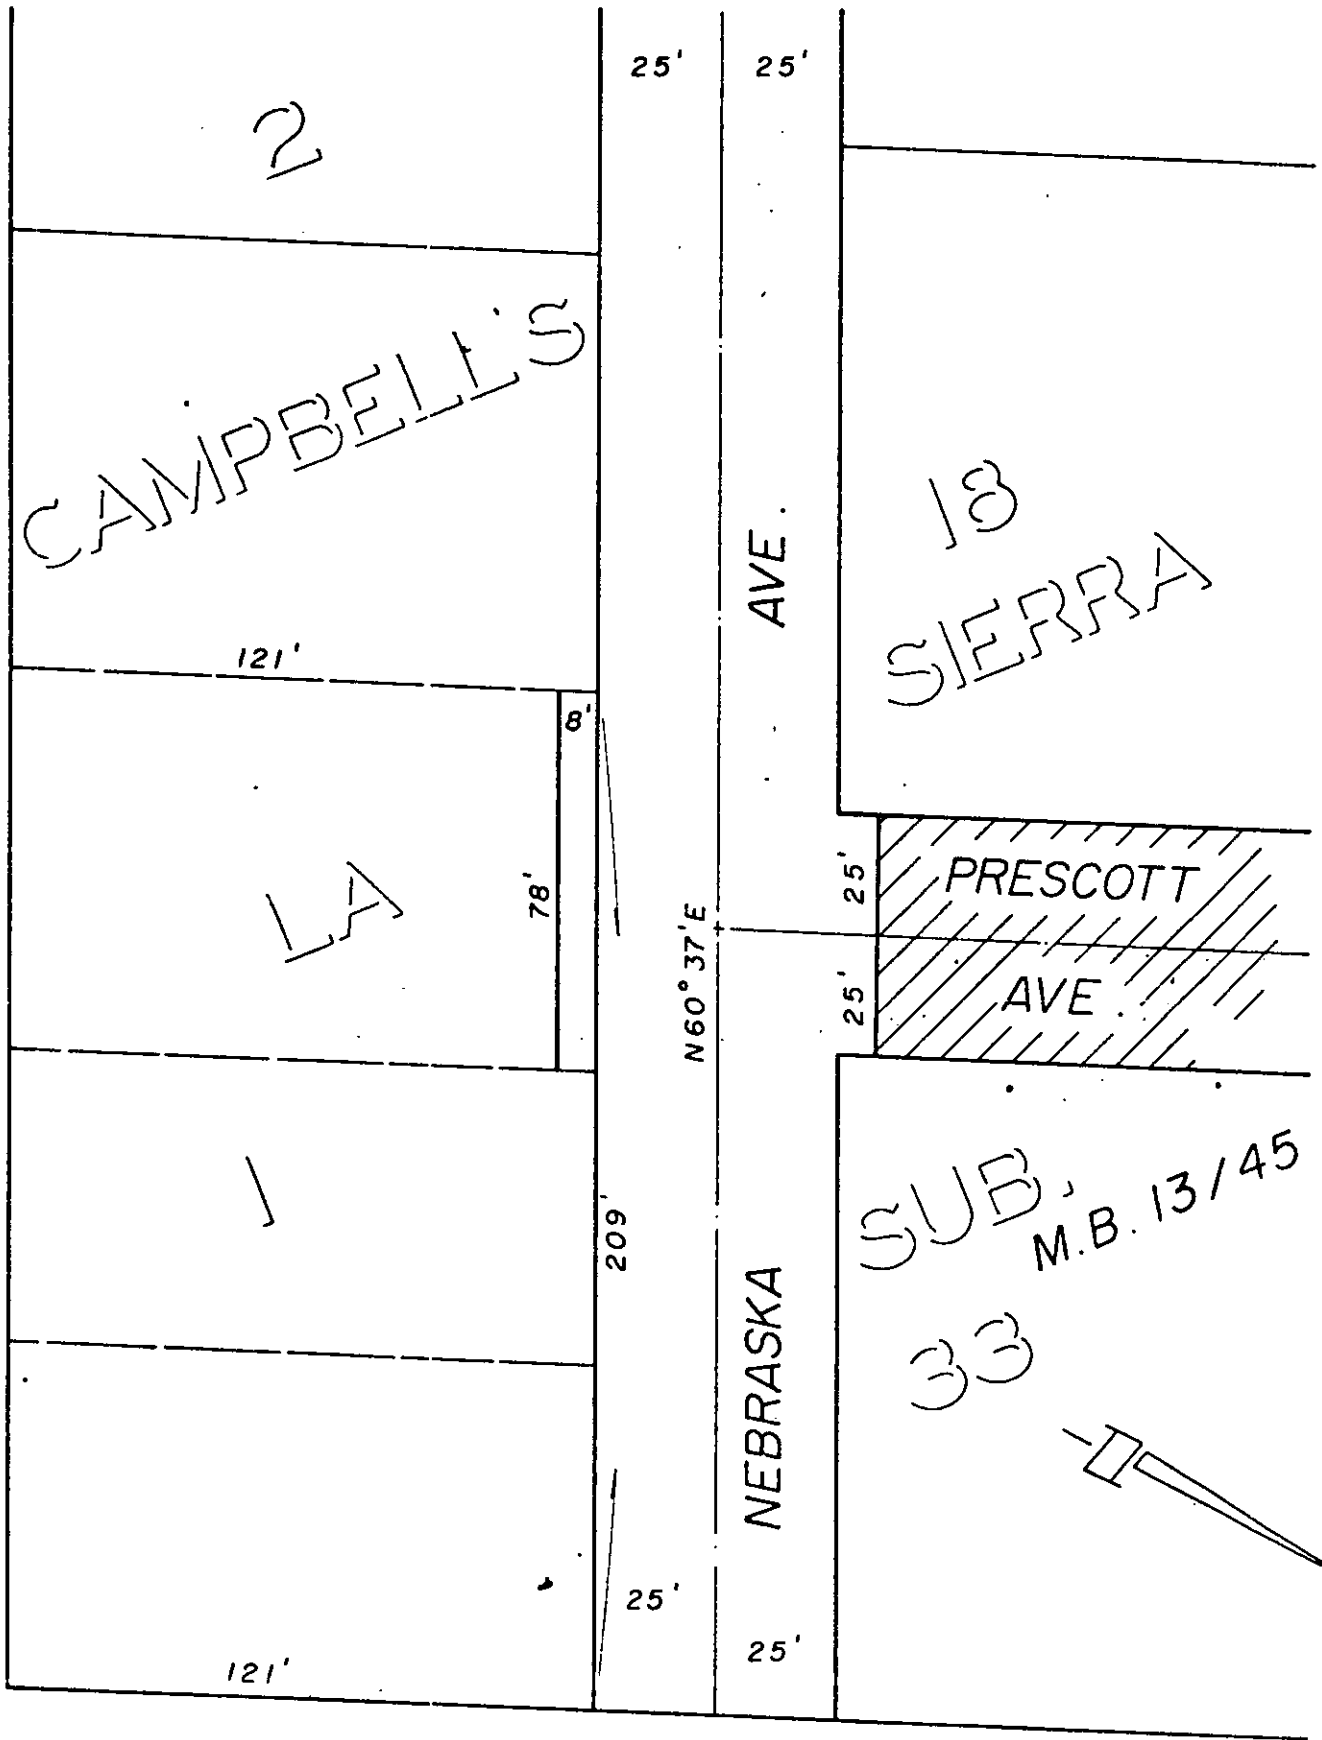 25'
25'
2
CAMPBELL'S
18
SIERRA
AVE.
121'
8'
78'
LA
25'
PRESCOTT
N60°37'E
25'
AVE.
1
209'
SUB.
M.B. 13/45
NEBRASKA
33
25'
25'
121'